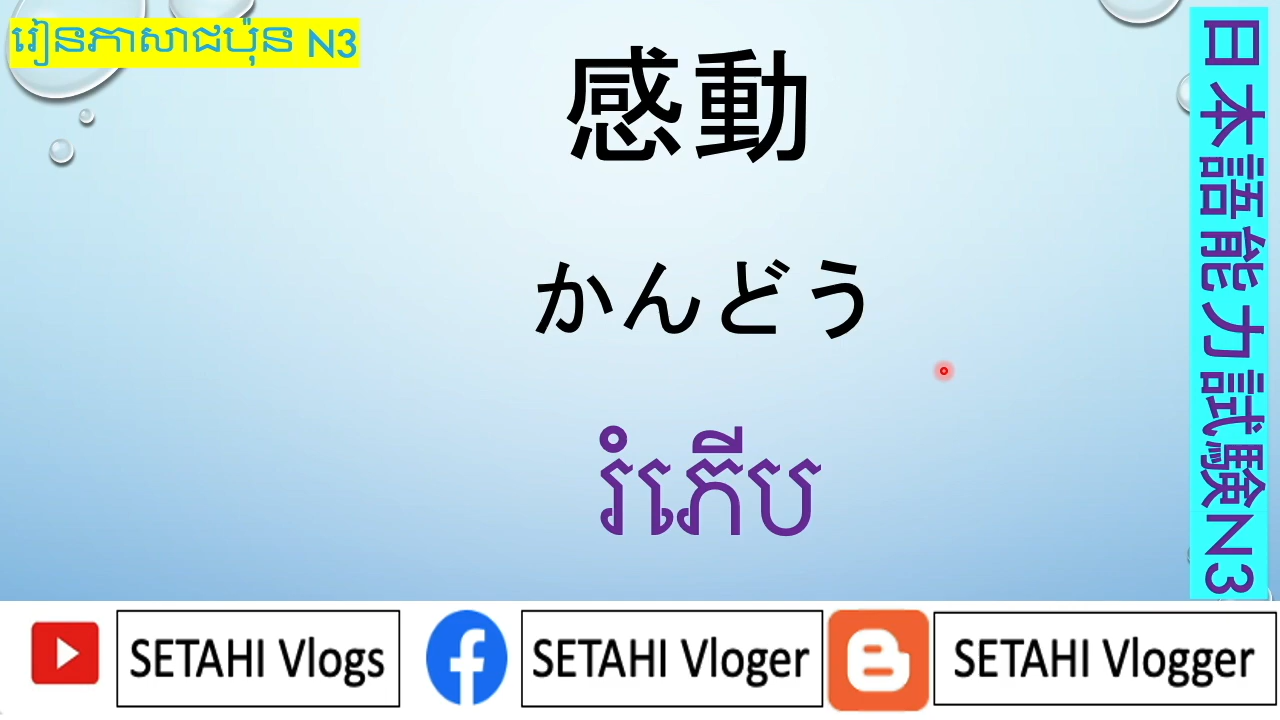 រៀនភាសាជប៉ុន N3
感動
かんどう
រំភើប
日本語能力試験N3
SETAHI Vlogs
SETAHI Vloger
SETAHI Vlogger